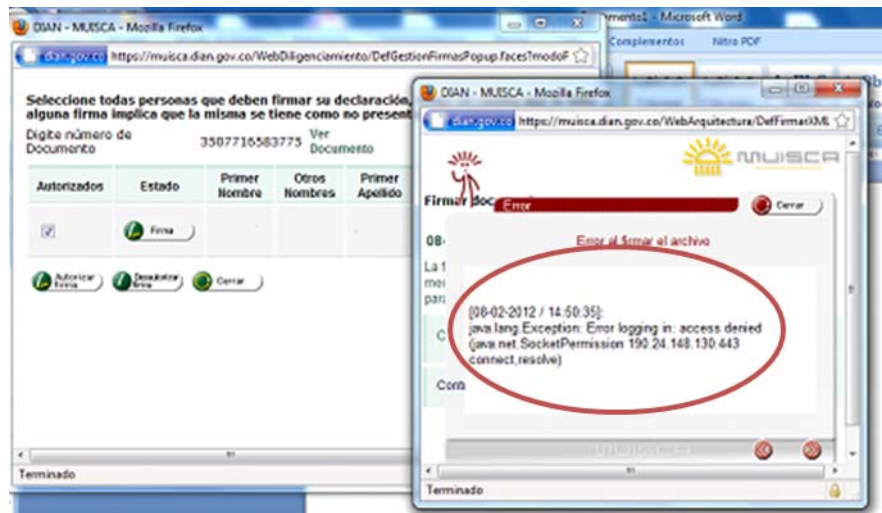 DIAN - MUISCA - Mozilla Firefox
dian.gov.co https://muisca.dian.gov.co/WebDiligenciamiento/DefGestionFirmasPopup.faces?modoF
Seleccione todas personas que deben firmar su declaración,
alguna firma implica que la misma se tiene como no present
Digite número de Documento
3507716583775
Ver Documento
Autorizados
Estado
Primer Nombre
Otros Nombres
Primer Apellido
Firma
Autorizar firma
Desautorizar firma
Cerrar
Terminado
- Microsoft Word
Complementos
Nitro PDF
DIAN - MUISCA - Mozilla Firefox
dian.gov.co https://muisca.dian.gov.co/WebArquitectura/DefFirmarXML
MUISCA
Firmar doc
Error
Cerrar
08-
Error al firmar el archivo
La f
[08-02-2012 / 14:50:35]:
java.lang.Exception: Error logging in: access denied
(java.net.SocketPermission 190.24.148.130:443
connect,resolve)
Cont
Terminado